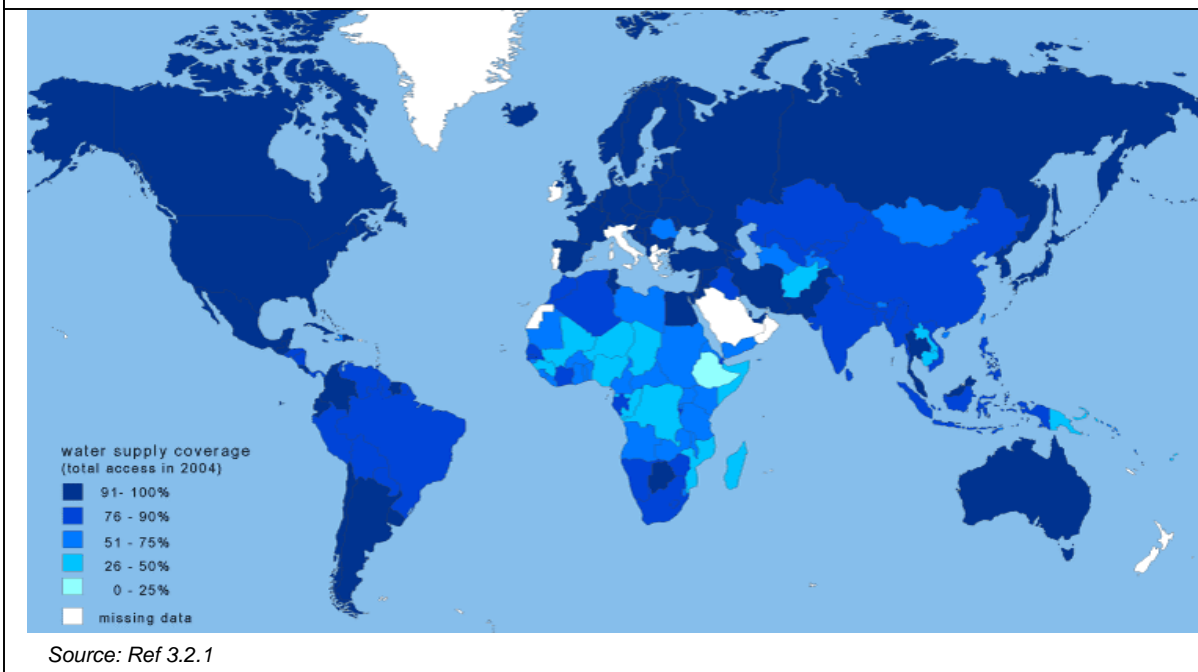 water supply coverage
(total access in 2004)
91- 100%
76 - 90%
51 - 75%
26 - 50%
0 - 25%
missing data
Source: Ref 3.2.1